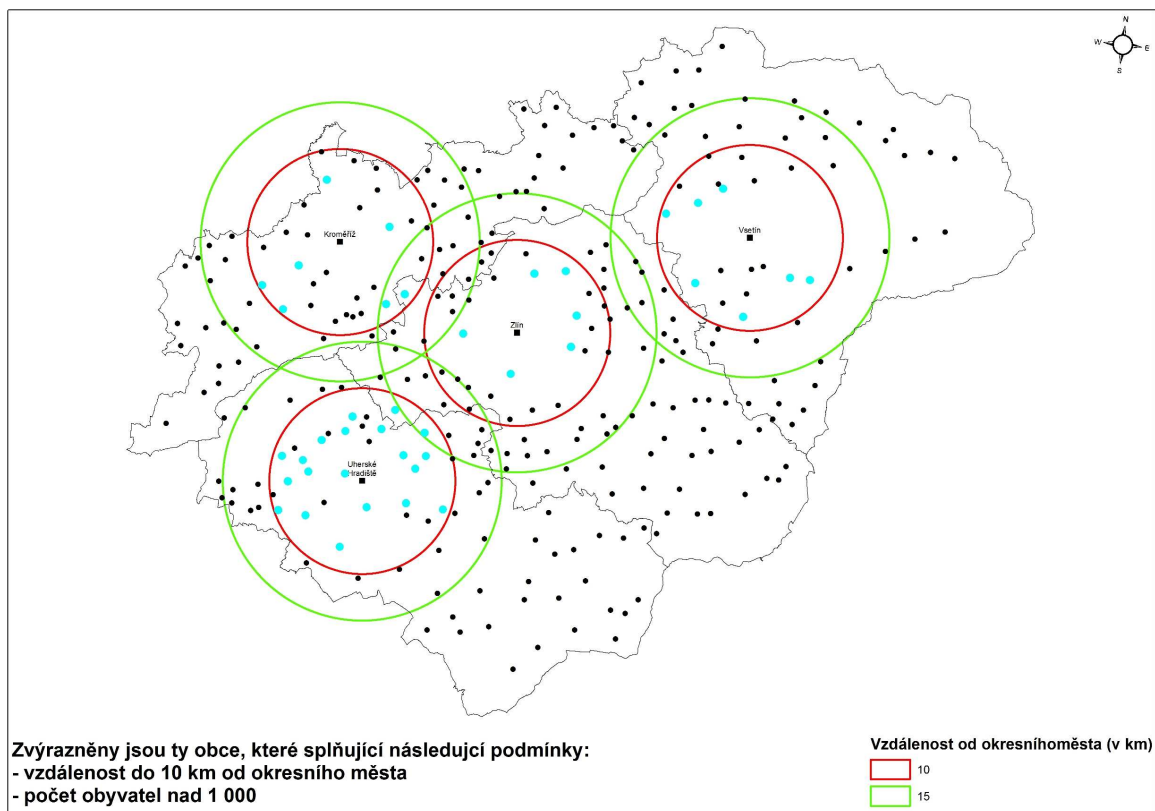 N
W
E
S
Kroměříž
Vsetín
Zlín
Uherské
Hradiště
Zvýrazněny jsou ty obce, které splňující následujcí podmínky:
- vzdálenost do 10 km od okresního města
- počet obyvatel nad 1 000
Vzdálenost od okresníhoměsta (v km)
10
15